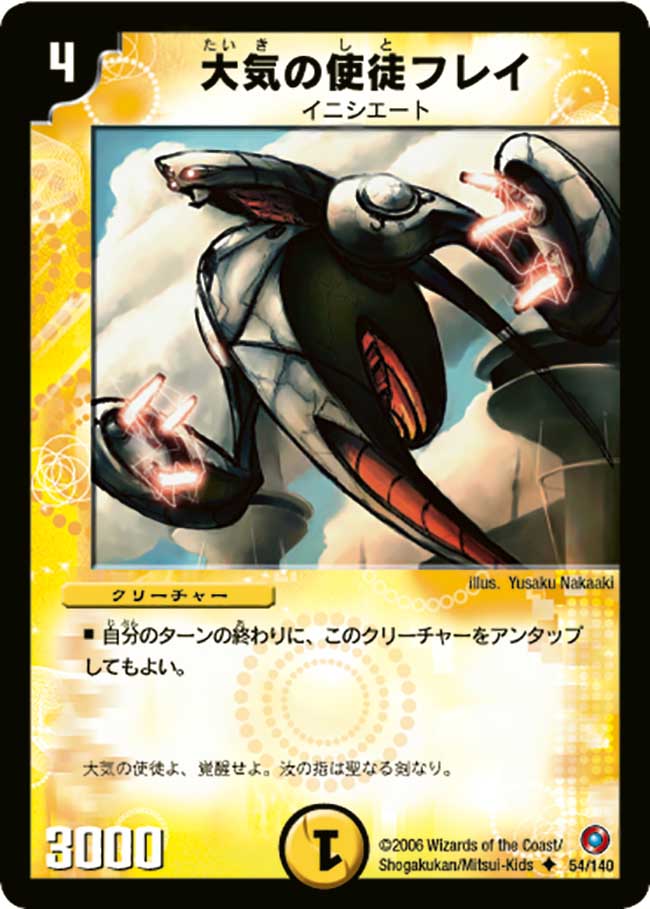 4
たいき しと
大気の使徒フレイ
イニシエート
illus. Yusaku Nakaaki
クリーチャー
■ 自分のターンの終わりに、このクリーチャーをアンタップ
してもよい。
大気の使徒よ、覚醒せよ。汝の指は聖なる剣なり。
3000
1
©2006 Wizards of the Coast/
Shogakukan/Mitsui-Kids ◆ 54/140